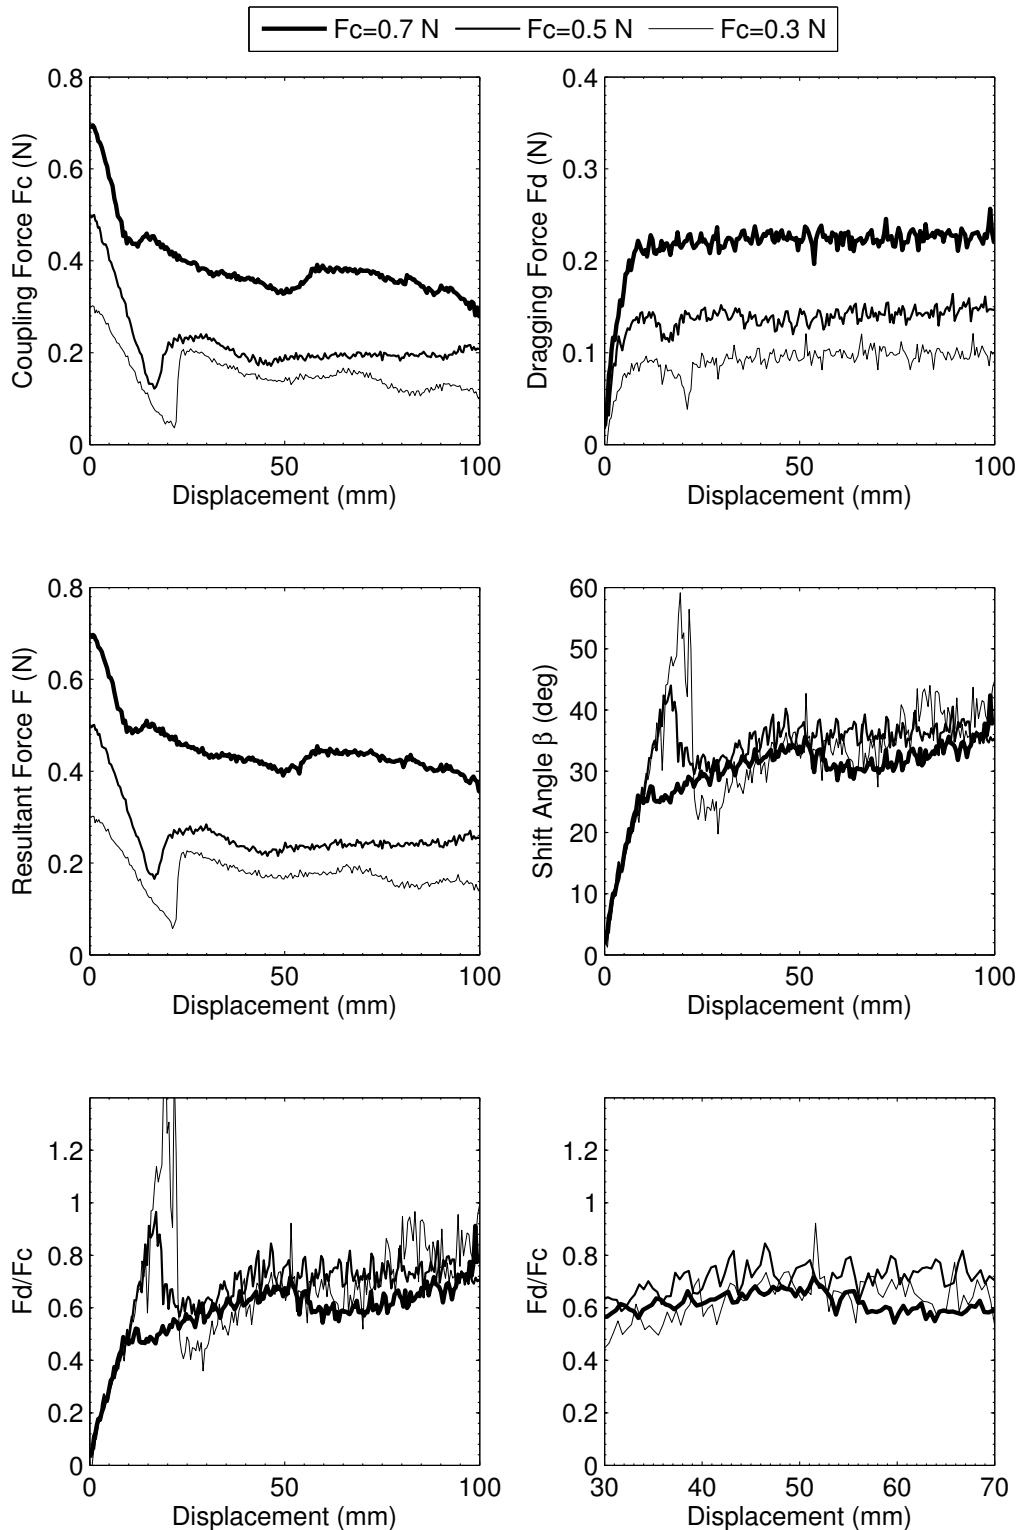 Fc=0.7 N Fc=0.5 N Fc=0.3 N
0.8
0.6
0.4
0.2
0
Coupling Force Fc (N)
0 50 100
Displacement (mm)
0.4
0.3
0.2
0.1
0
Dragging Force Fd (N)
0 50 100
Displacement (mm)
0.8
0.6
0.4
0.2
0
Resultant Force F (N)
0 50 100
Displacement (mm)
60
50
40
30
20
10
0
Shift Angle β (deg)
0 50 100
Displacement (mm)
1.2
1
0.8
0.6
0.4
0.2
0
Fd/Fc
0 50 100
Displacement (mm)
1.2
1
0.8
0.6
0.4
0.2
0
Fd/Fc
30 40 50 60 70
Displacement (mm)